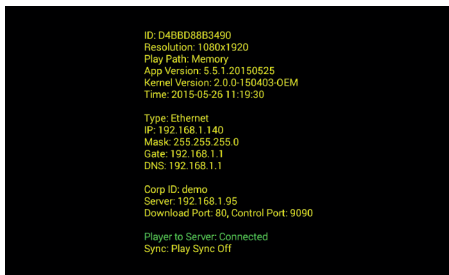 ID: D4BBD88B3490
Resolution: 1080x1920
Play Path: Memory
App Version: 5.5.1.20150525
Kernel Version: 2.0.0-150403-OEM
Time: 2015-05-26 11:19:30
Type: Ethernet
IP: 192.168.1.140
Mask: 255.255.255.0
Gate: 192.168.1.1
DNS: 192.168.1.1
Corp ID: demo
Server: 192.168.1.95
Download Port: 80, Control Port: 9090
Player to Server: Connected
Sync: Play Sync Off